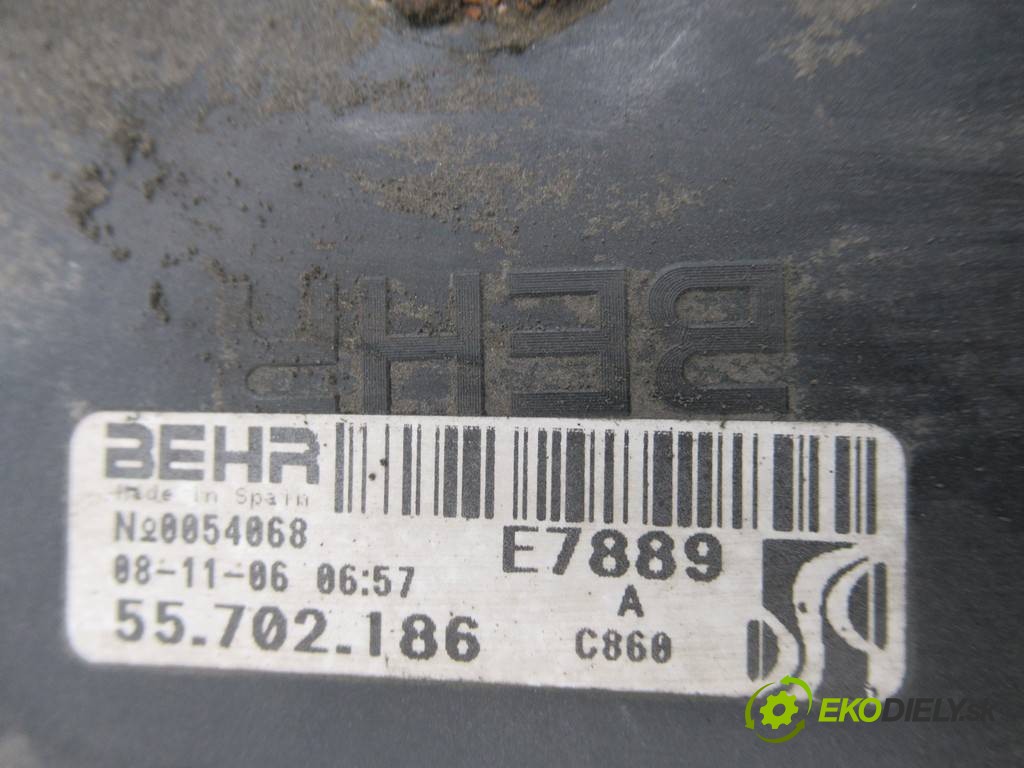 BEHR
BEHR
Made in Spain
№0054068
08-11-06 06:57
55.702.186
E7889
A
C860
EKODIELY.sk